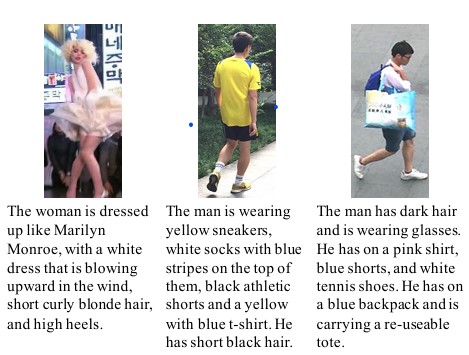 The woman is dressed
up like Marilyn
Monroe, with a white
dress that is blowing
upward in the wind,
short curly blonde hair,
and high heels.
The man is wearing
yellow sneakers,
white socks with blue
stripes on the top of
them, black athletic
shorts and a yellow
with blue t-shirt. He
has short black hair.
The man has dark hair
and is wearing glasses.
He has on a pink shirt,
blue shorts, and white
tennis shoes. He has on
a blue backpack and is
carrying a re-useable
tote.